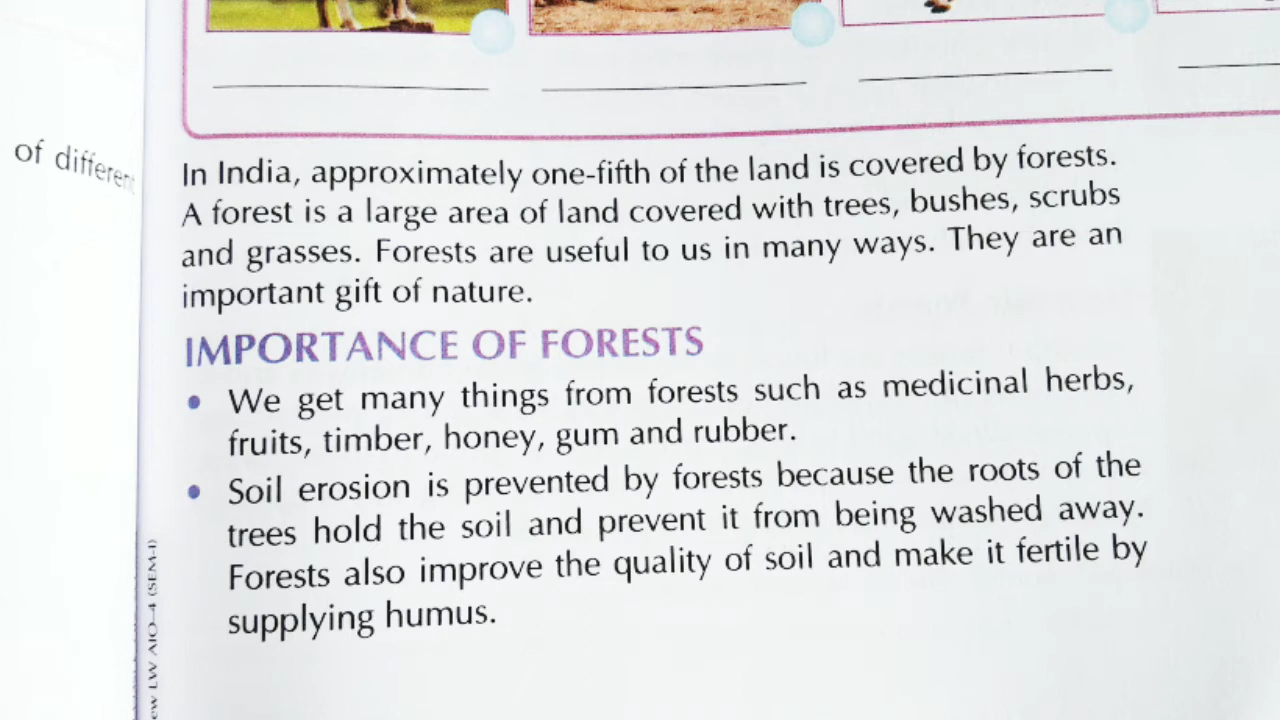 of different
In India, approximately one-fifth of the land is covered by forests.
A forest is a large area of land covered with trees, bushes, scrubs
and grasses. Forests are useful to us in many ways. They are an
important gift of nature.
IMPORTANCE OF FORESTS
• We get many things from forests such as medicinal herbs,
fruits, timber, honey, gum and rubber.
• Soil erosion is prevented by forests because the roots of the
trees hold the soil and prevent it from being washed away.
Forests also improve the quality of soil and make it fertile by
supplying humus.
LW AIO-4 (SEM-I)